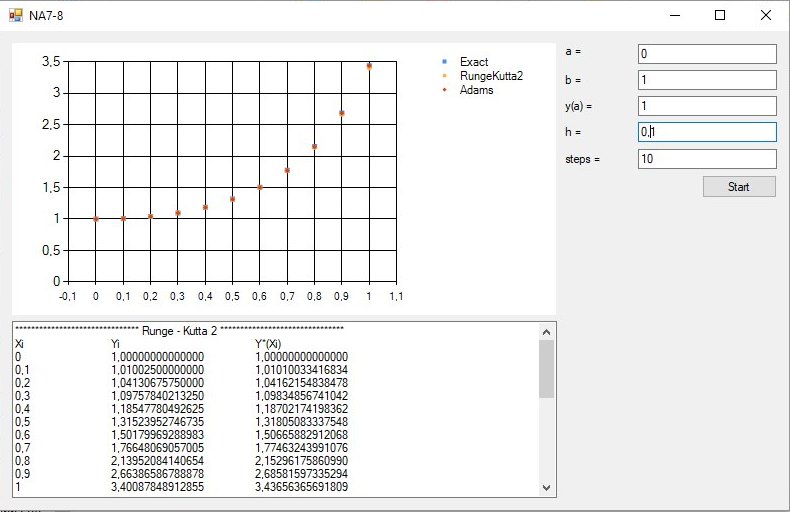 NA7-8
3,5
3
2,5
2
1,5
1
0,5
0
-0,1 0 0,1 0,2 0,3 0,4 0,5 0,6 0,7 0,8 0,9 1 1,1
Exact
RungeKutta2
Adams
a = 0
b = 1
y(a) = 1
h = 0,1
steps = 10
Start
******************************** Runge - Kutta 2 ********************************
Xi Yi Y*(Xi)
0 1,00000000000000 1,00000000000000
0,1 1,01002500000000 1,01010033416834
0,2 1,04130675750000 1,04162154838478
0,3 1,09757840213250 1,09834856741042
0,4 1,18547780492625 1,18702174198362
0,5 1,31523952746735 1,31805083337548
0,6 1,50179969288983 1,50665882912068
0,7 1,76648069057005 1,77463243991076
0,8 2,13952084140654 2,15296175860990
0,9 2,66386586788878 2,68581597335294
1 3,40087848912855 3,43656365691809